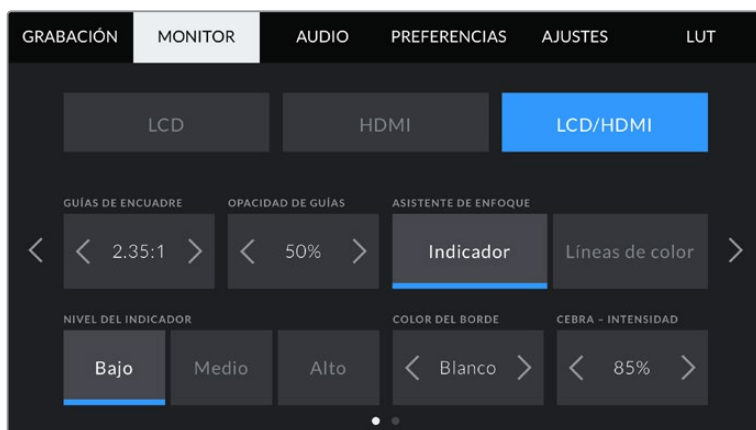 GRABACIÓN MONITOR AUDIO PREFERENCIAS AJUSTES LUT
LCD HDMI LCD/HDMI
GUÍAS DE ENCUADRE OPACIDAD DE GUÍAS ASISTENTE DE ENFOQUE
2.35:1 50% Indicador Líneas de color
NIVEL DEL INDICADOR COLOR DEL BORDE CEBRA – INTENSIDAD
Bajo Medio Alto Blanco 85%